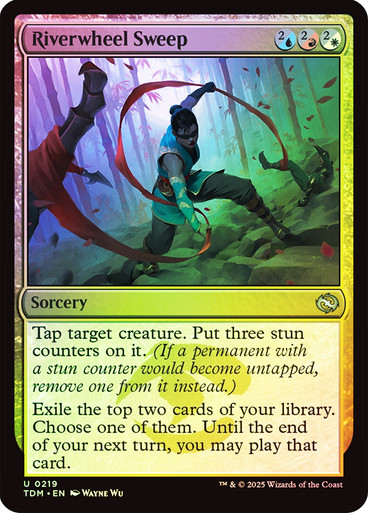 Riverwheel Sweep 2 2 2
Sorcery
Tap target creature. Put three stun
counters on it. (If a permanent with
a stun counter would become untapped,
remove one from it instead.)
Exile the top two cards of your library.
Choose one of them. Until the end
of your next turn, you may play that
card.
U 0219
TDM • EN Wayne Wu
™ & © 2025 Wizards of the Coast